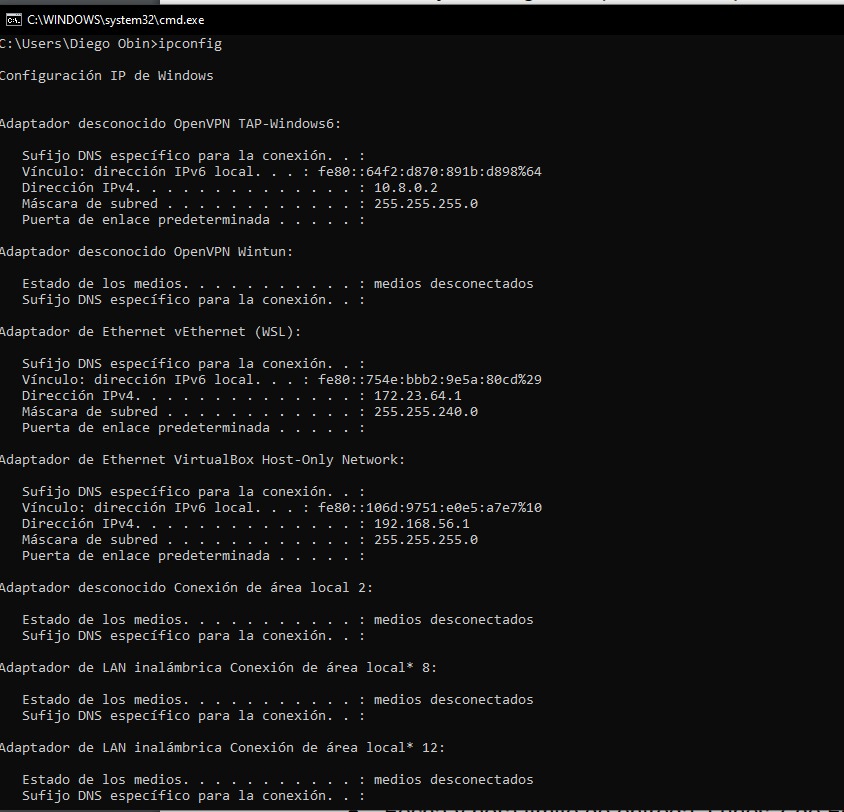 C:\WINDOWS\system32\cmd.exe
C:\Users\Diego Obin>ipconfig
Configuración IP de Windows
Adaptador desconocido OpenVPN TAP-Windows6:
Sufijo DNS específico para la conexión. . :
Vínculo: dirección IPv6 local. . . : fe80::64f2:d870:891b:d898%64
Dirección IPv4. . . . . . . . . . . . . . : 10.8.0.2
Máscara de subred . . . . . . . . . . . . : 255.255.255.0
Puerta de enlace predeterminada . . . . . :
Adaptador desconocido OpenVPN Wintun:
Estado de los medios. . . . . . . . . . . : medios desconectados
Sufijo DNS específico para la conexión. . :
Adaptador de Ethernet vEthernet (WSL):
Sufijo DNS específico para la conexión. . :
Vínculo: dirección IPv6 local. . . : fe80::754e:bbb2:9e5a:80cd%29
Dirección IPv4. . . . . . . . . . . . . . : 172.23.64.1
Máscara de subred . . . . . . . . . . . . : 255.255.240.0
Puerta de enlace predeterminada . . . . . :
Adaptador de Ethernet VirtualBox Host-Only Network:
Sufijo DNS específico para la conexión. . :
Vínculo: dirección IPv6 local. . . : fe80::106d:9751:e0e5:a7e7%10
Dirección IPv4. . . . . . . . . . . . . . : 192.168.56.1
Máscara de subred . . . . . . . . . . . . : 255.255.255.0
Puerta de enlace predeterminada . . . . . :
Adaptador desconocido Conexión de área local 2:
Estado de los medios. . . . . . . . . . . : medios desconectados
Sufijo DNS específico para la conexión. . :
Adaptador de LAN inalámbrica Conexión de área local* 8:
Estado de los medios. . . . . . . . . . . : medios desconectados
Sufijo DNS específico para la conexión. . :
Adaptador de LAN inalámbrica Conexión de área local* 12:
Estado de los medios. . . . . . . . . . . : medios desconectados
Sufijo DNS específico para la conexión. . :